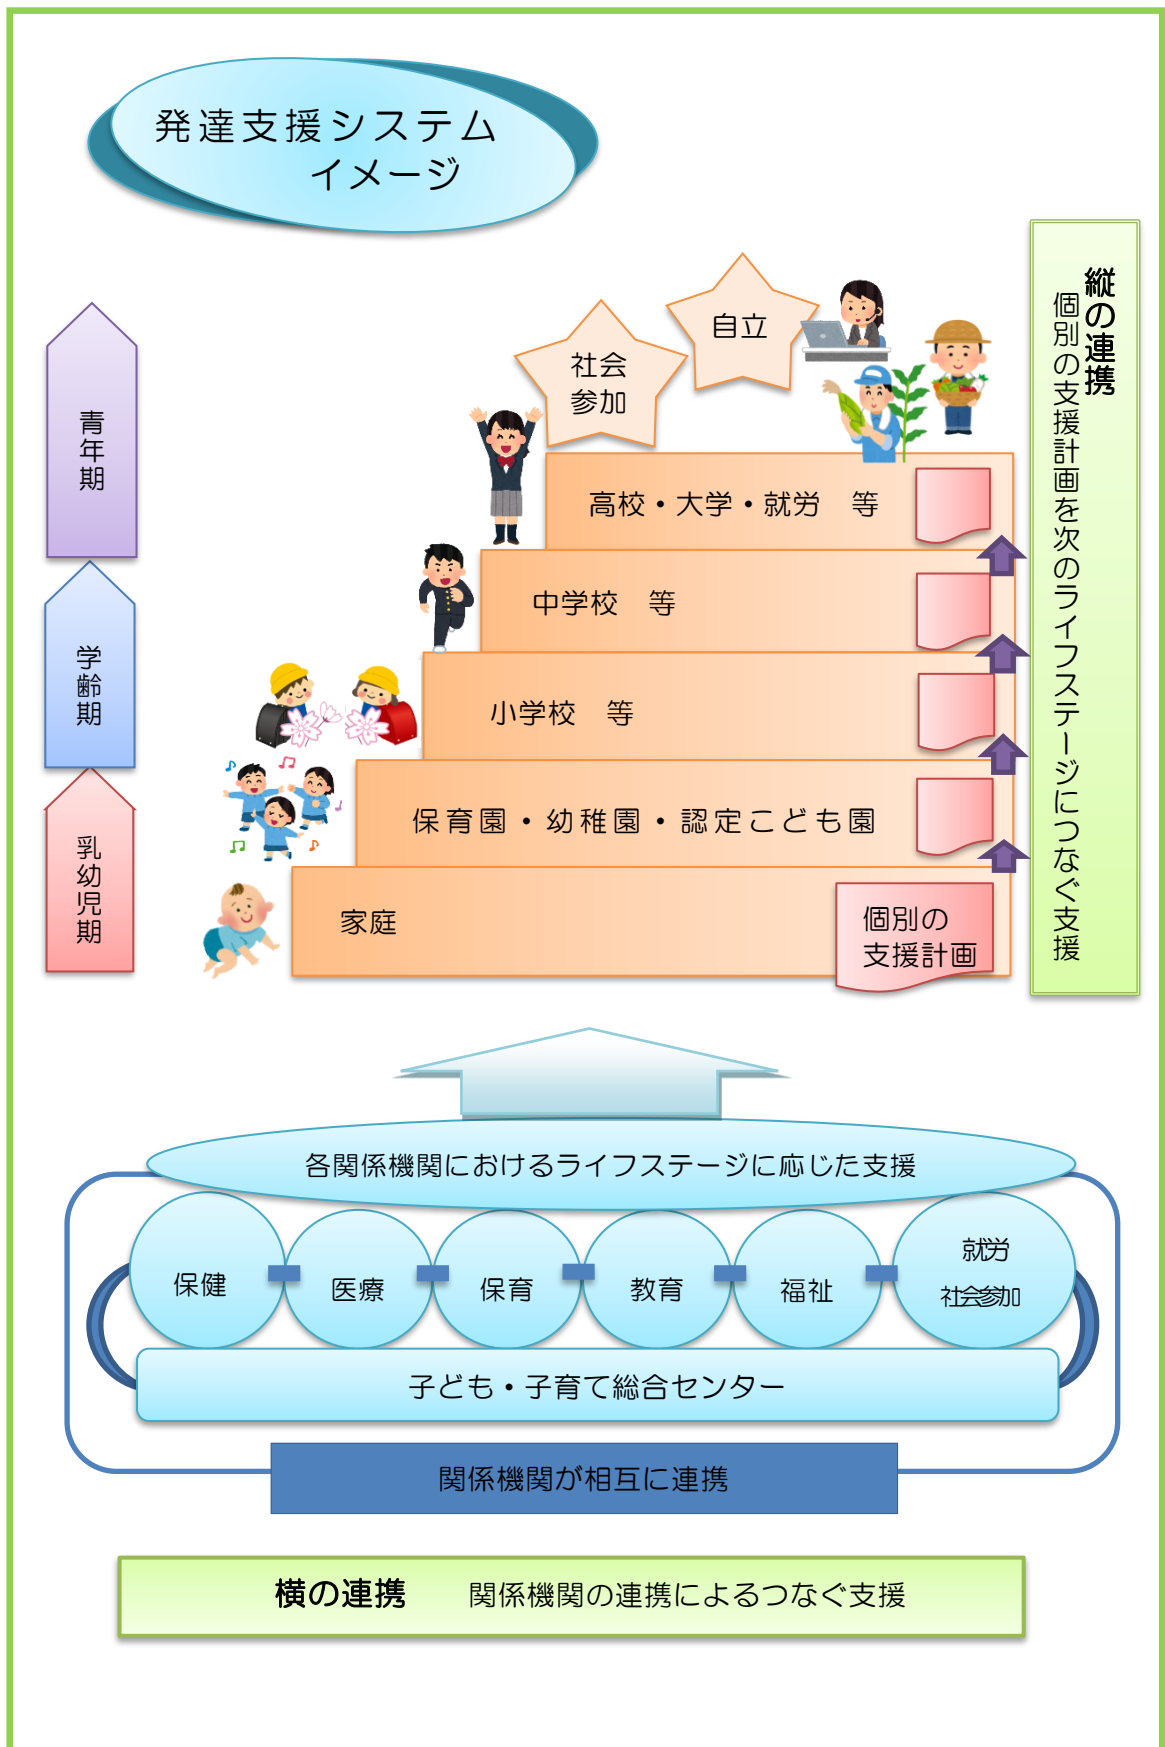 発達支援システム
イメージ
縦の連携
個別の支援計画を次のライフステージにつなぐ支援
自立
社会
参加
青年期
学齢期
乳幼児期
高校・大学・就労　等
中学校　等
小学校　等
保育園・幼稚園・認定こども園
家庭
個別の
支援計画
各関係機関におけるライフステージに応じた支援
保健
医療
保育
教育
福祉
就労
社会参加
子ども・子育て総合センター
関係機関が相互に連携
横の連携　　関係機関の連携によるつなぐ支援